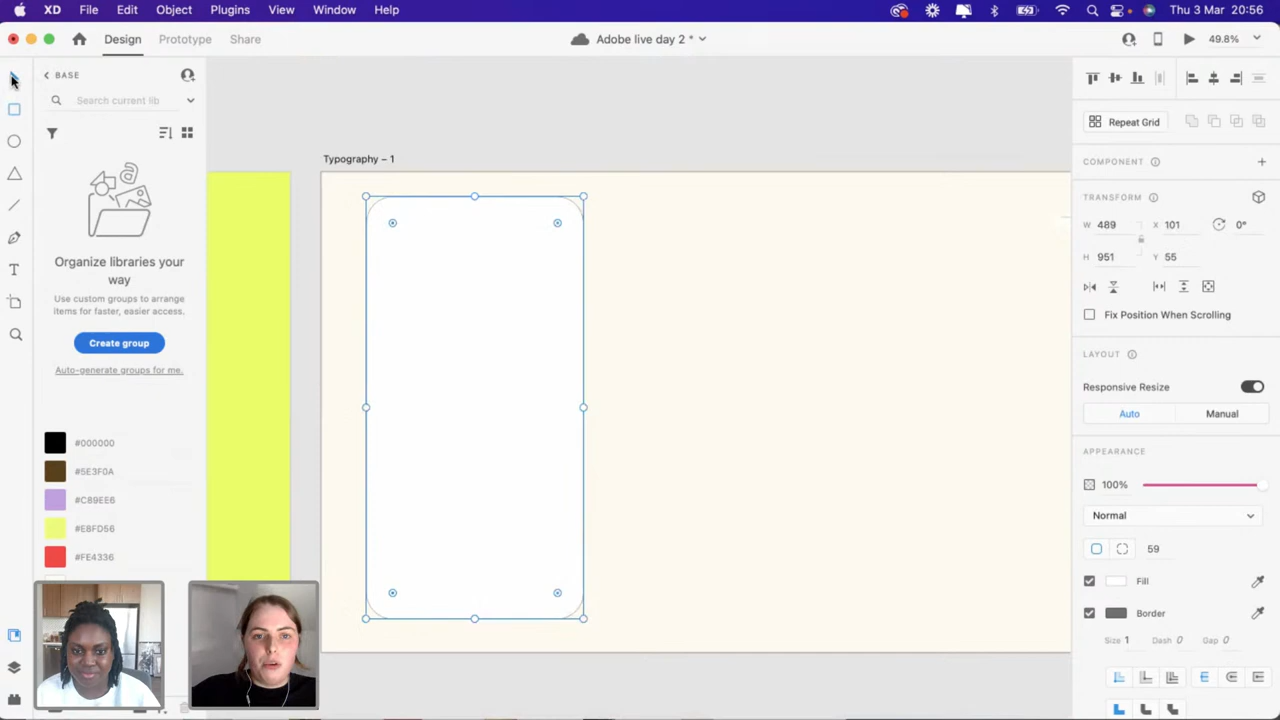 XD File Edit Object Plugins View Window Help Thu 3 Mar 20:56
Design Prototype Share Adobe live day 2 * 49.8%
BASE
Search current lib
Organize libraries your
way
Use custom groups to arrange
items for faster, easier access.
Create group
Auto-generate groups for me.
#000000
#5E3F0A
#C89EE6
#E8FD56
#FE4336
Typography – 1
Repeat Grid
COMPONENT
TRANSFORM
W 489 X 101 0°
H 951 Y 55
Fix Position When Scrolling
LAYOUT
Responsive Resize
Auto Manual
APPEARANCE
100%
Normal
59
Fill
Border
Size 1 Dash 0 Gap 0